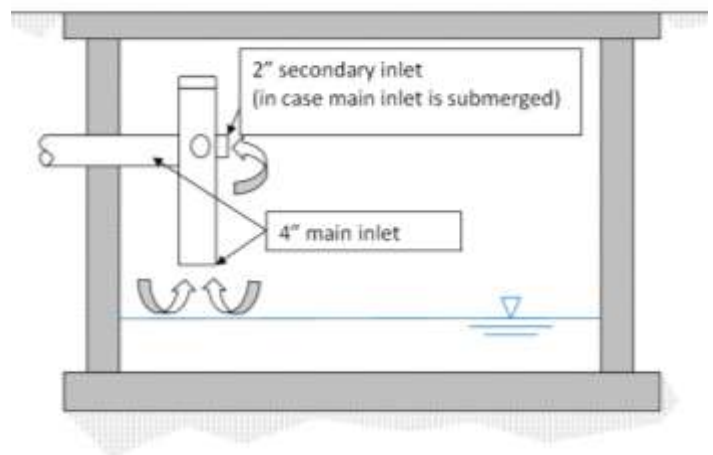 2” secondary inlet
(in case main inlet is submerged)
4” main inlet